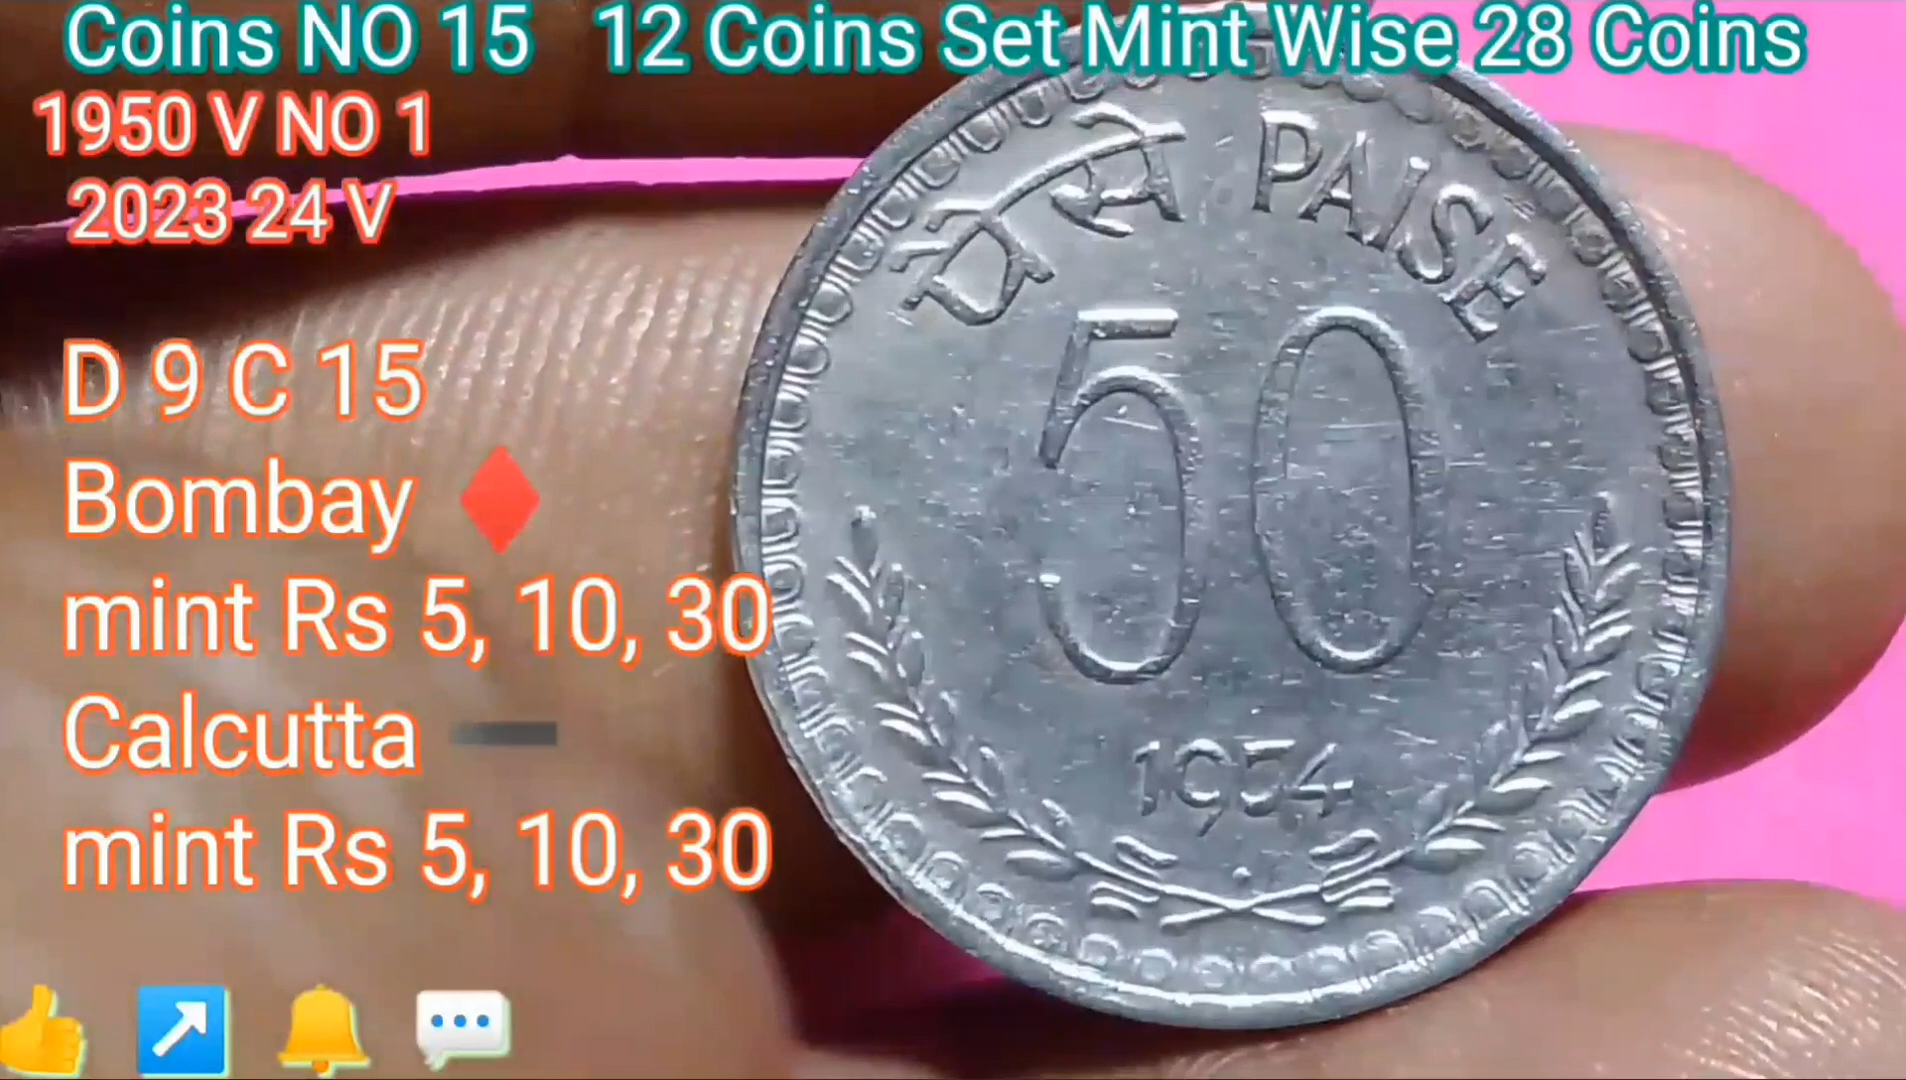 Coins NO 15 12 Coins Set Mint Wise 28 Coins
1950 V NO 1
2023 24 V
D 9 C 15
Bombay ♦️
mint Rs 5, 10, 30
Calcutta ➖
mint Rs 5, 10, 30
पैसे PAISE
50
1954